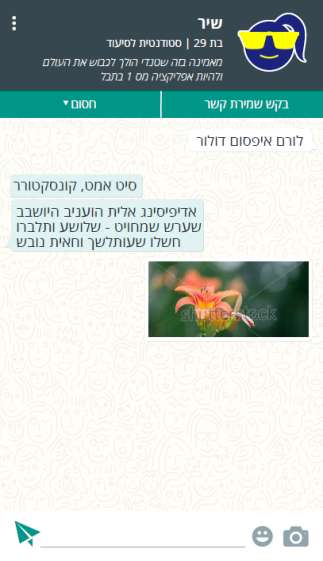 שיר
בת 29 | סטודנטית לסיעוד
מאמינה בזה שטנדי הולך לכבוש את העולם
ולהיות אפליקציה מס 1 בתבל
בקש שמירת קשר
חסום
לורם איפסום דולור
סיט אמט, קונסקטורר
אדיפיסינג אלית הועניב היושבב
שערש שמחויט - שלושע ותלברו
חשלו שעותלשך וחאית נובש
shutterstock